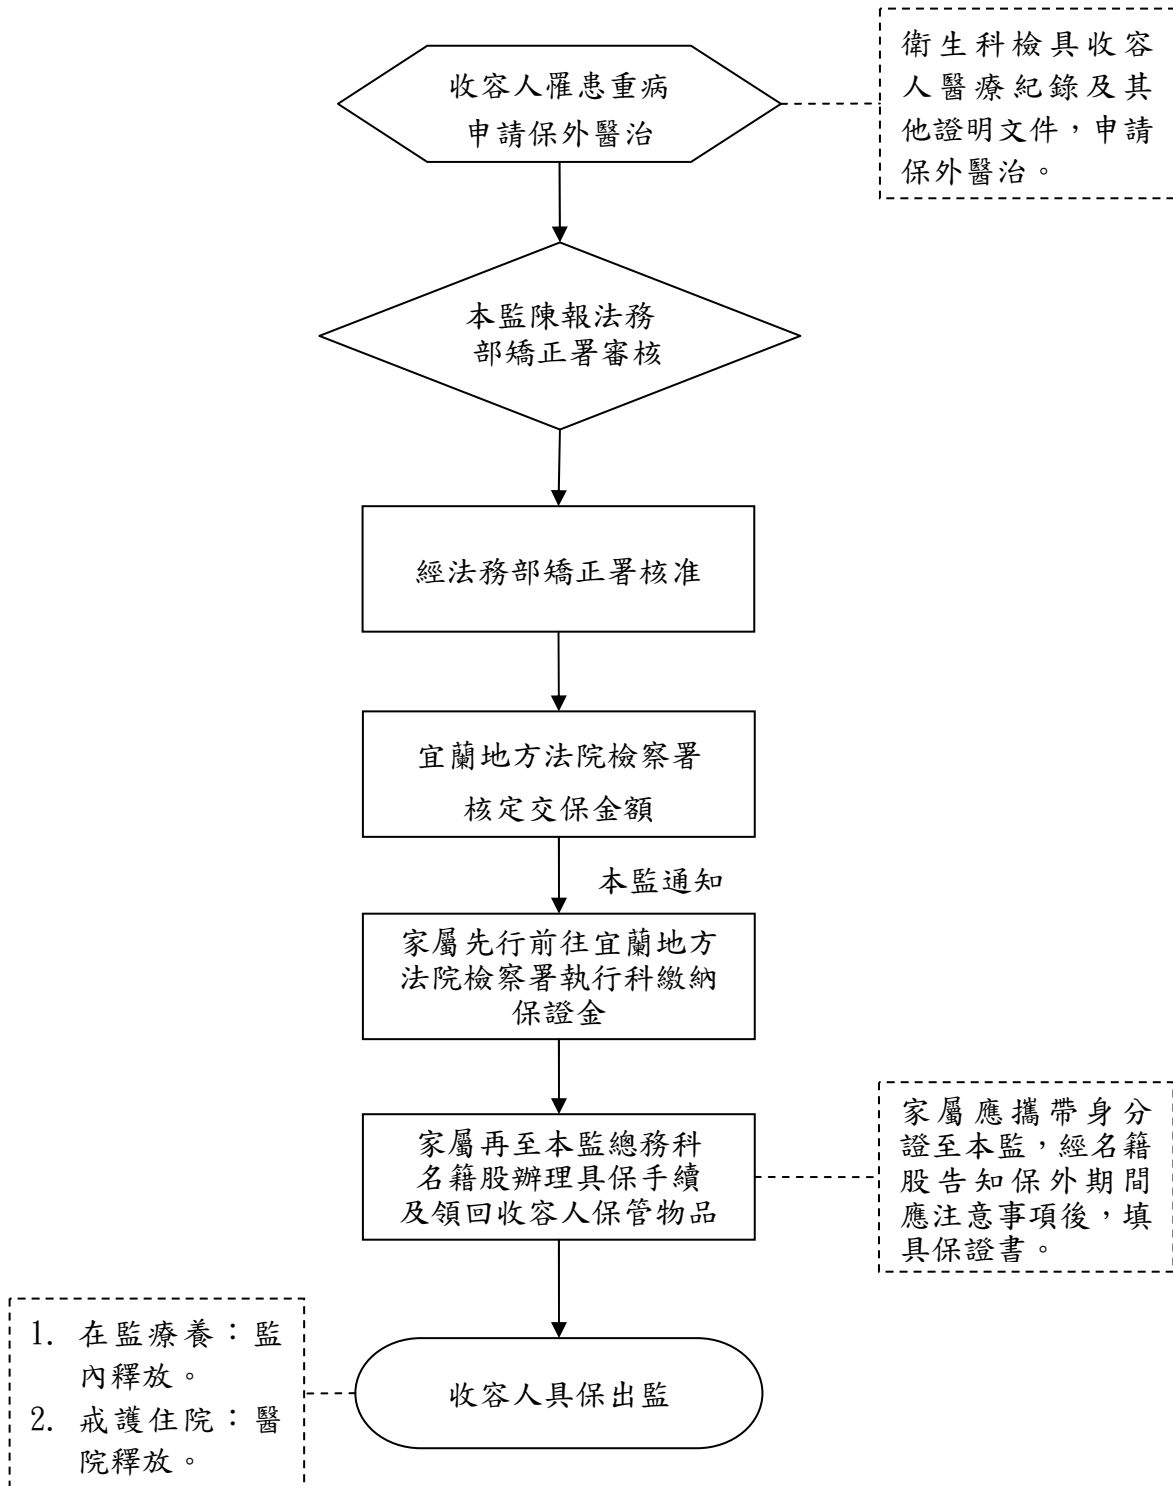 收容人罹患重病
申請保外醫治
衛生科檢具收容
人醫療紀錄及其
他證明文件，申請
保外醫治。
本監陳報法務
部矯正署審核
經法務部矯正署核准
宜蘭地方法院檢察署
核定交保金額
本監通知
家屬先行前往宜蘭地方
法院檢察署執行科繳納
保證金
家屬再至本監總務科
名籍股辦理具保手續
及領回收容人保管物品
家屬應攜帶身分
證至本監，經名籍
股告知保外期間
應注意事項後，填
具保證書。
收容人具保出監
1. 在監療養：監
內釋放。
2. 戒護住院：醫
院釋放。